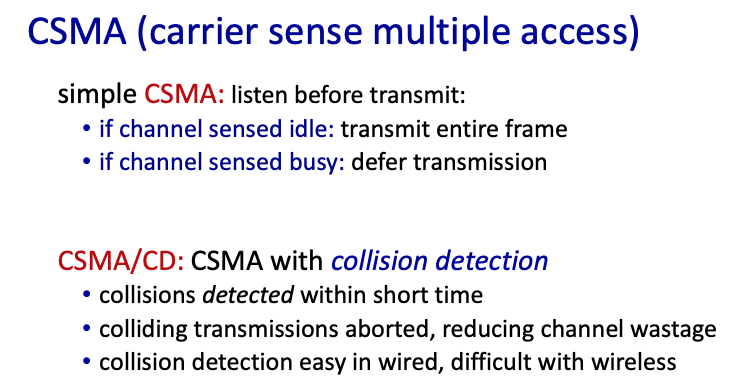 CSMA (carrier sense multiple access)
simple CSMA: listen before transmit:
• if channel sensed idle: transmit entire frame
• if channel sensed busy: defer transmission
CSMA/CD: CSMA with collision detection
• collisions detected within short time
• colliding transmissions aborted, reducing channel wastage
• collision detection easy in wired, difficult with wireless